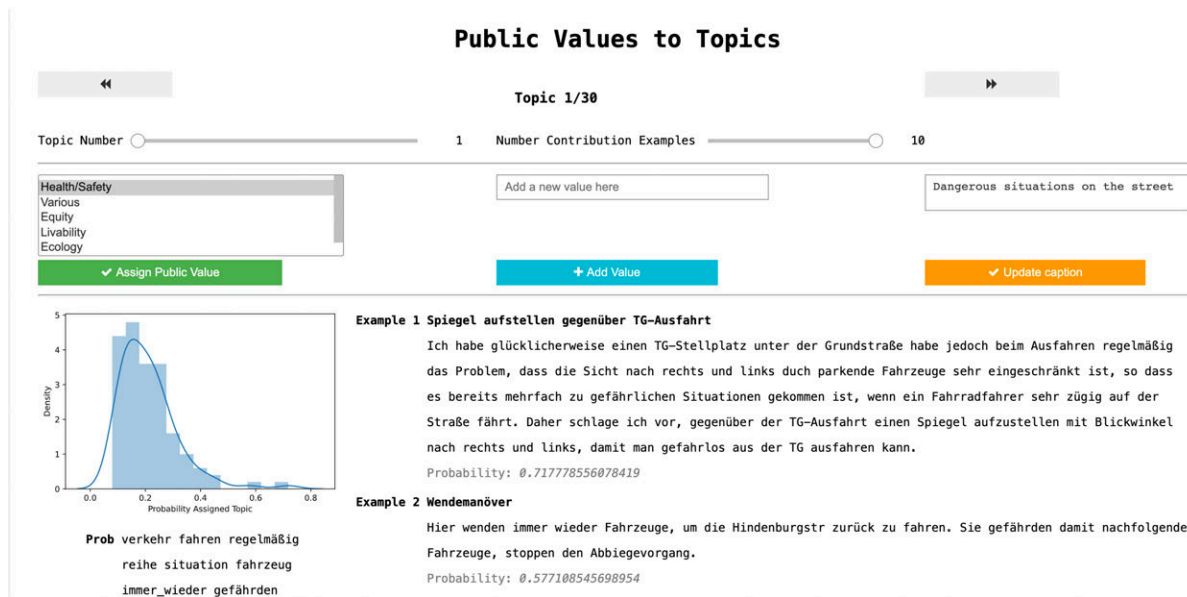 Public Values to Topics
Topic 1/30
Topic Number 1 Number Contribution Examples 10
Health/Safety
Various
Equity
Livability
Ecology
Add a new value here
Dangerous situations on the street
✔ Assign Public Value
+ Add Value
✔ Update caption
5
4
3
2
1
0
Density
0.0 0.2 0.4 0.6 0.8
Probability Assigned Topic
Prob verkehr fahren regelmäßig
reihe situation fahrzeug
immer_wieder gefährden
Example 1 Spiegel aufstellen gegenüber TG-Ausfahrt
Ich habe glücklicherweise einen TG-Stellplatz unter der Grundstraße habe jedoch beim Ausfahren regelmäßig
das Problem, dass die Sicht nach rechts und links duch parkende Fahrzeuge sehr eingeschränkt ist, so dass
es bereits mehrfach zu gefährlichen Situationen gekommen ist, wenn ein Fahrradfahrer sehr zügig auf der
Straße fährt. Daher schlage ich vor, gegenüber der TG-Ausfahrt einen Spiegel aufzustellen mit Blickwinkel
nach rechts und links, damit man gefahrlos aus der TG ausfahren kann.
Probability: 0.717778556078419
Example 2 Wendemanöver
Hier wenden immer wieder Fahrzeuge, um die Hindenburgstr zurück zu fahren. Sie gefährden damit nachfolgende
Fahrzeuge, stoppen den Abbiegevorgang.
Probability: 0.577108545698954